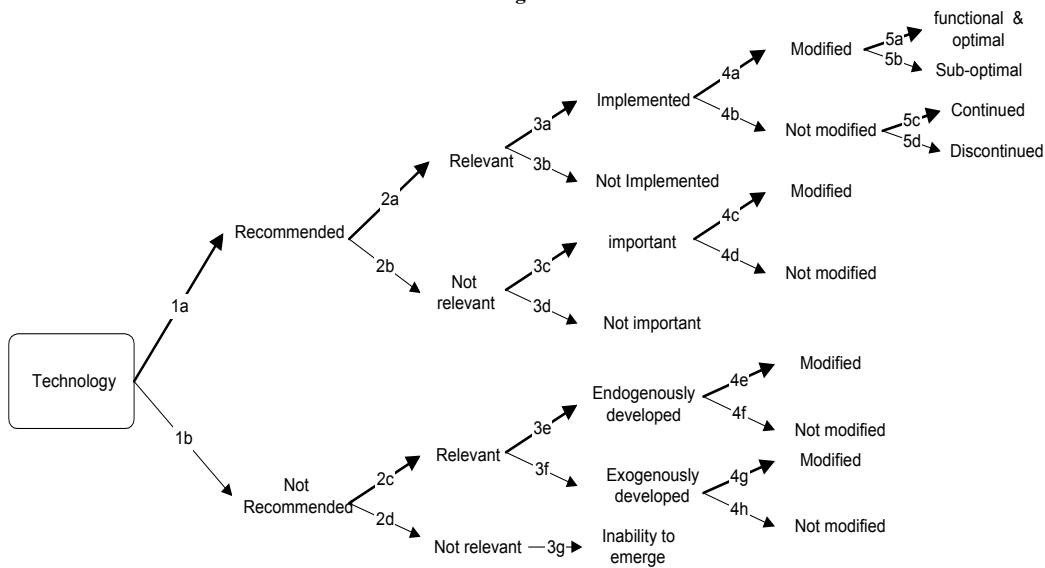 functional &
optimal
5a
Modified
5b
Sub-optimal
4a
Implemented
4b
Continued
5c
Not modified
5d
Discontinued
3a
Relevant
3b
Not Implemented
2a
Modified
4c
Recommended
important
4d
2b
3c
Not modified
Not
relevant
3d
Not important
1a
Technology
Modified
4e
Endogenously
developed
4f
Not modified
3e
1b
Relevant
3f
Modified
2c
4g
Exogenously
developed
4h
Not modified
Not
Recommended
2d
Not relevant
3g
Inability to
emerge